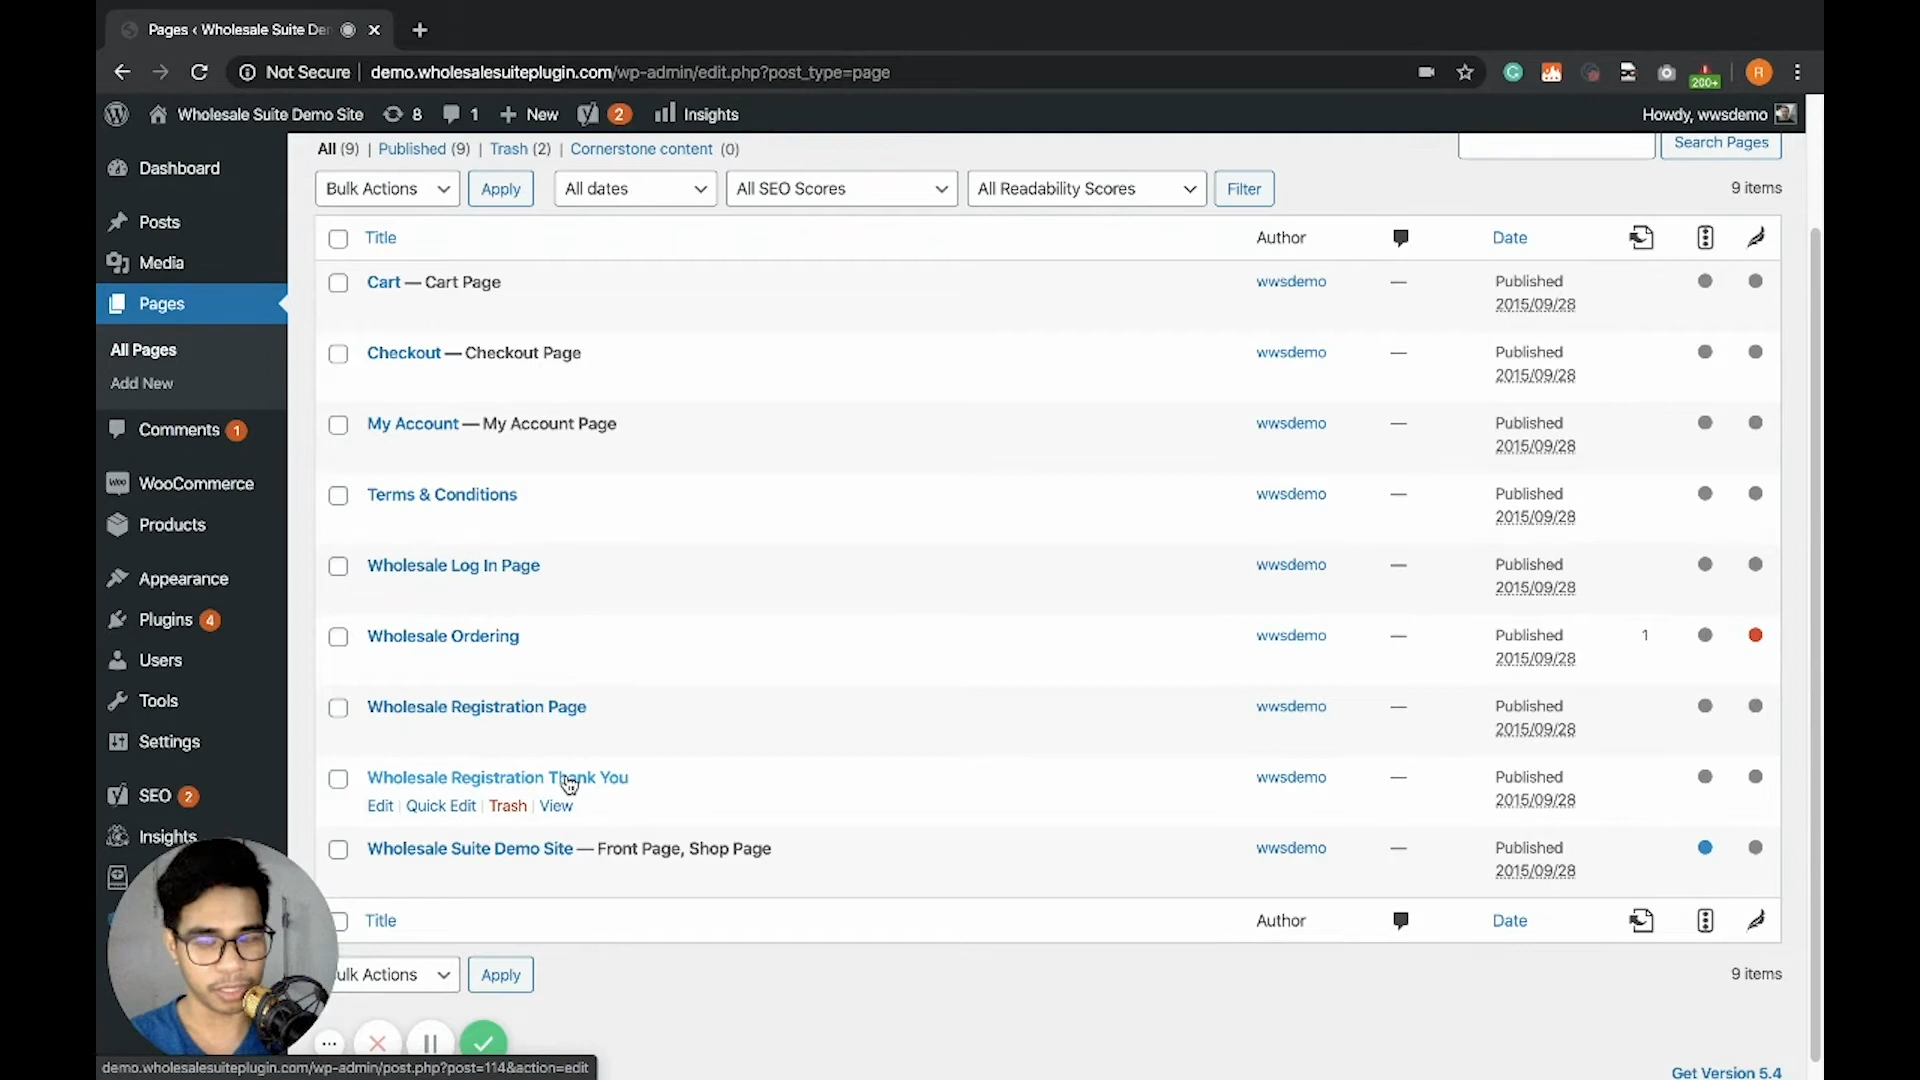 Pages ‹ Wholesale Suite Der
Not Secure | demo.wholesalesuiteplugin.com/wp-admin/edit.php?post_type=page
200+
R
Wholesale Suite Demo Site 8 1 New 2 Insights
Howdy, wwsdemo
Dashboard
Posts
Media
Pages
All Pages
Add New
Comments 1
WooCommerce
Products
Appearance
Plugins 4
Users
Tools
Settings
SEO 2
Insights
All (9) | Published (9) | Trash (2) | Cornerstone content (0)
Search Pages
Bulk Actions Apply All dates All SEO Scores All Readability Scores Filter
9 items
Title Author Date
Cart — Cart Page wwsdemo — Published
2015/09/28
Checkout — Checkout Page wwsdemo — Published
2015/09/28
My Account — My Account Page wwsdemo — Published
2015/09/28
Terms & Conditions wwsdemo — Published
2015/09/28
Wholesale Log In Page wwsdemo — Published
2015/09/28
Wholesale Ordering wwsdemo — Published 1
2015/09/28
Wholesale Registration Page wwsdemo — Published
2015/09/28
Wholesale Registration Thank You wwsdemo — Published
Edit | Quick Edit | Trash | View 2015/09/28
Wholesale Suite Demo Site — Front Page, Shop Page wwsdemo — Published
2015/09/28
Title Author Date
ulk Actions Apply
9 items
demo.wholesalesuiteplugin.com/wp-admin/post.php?post=114&action=edit
Get Version 5.4